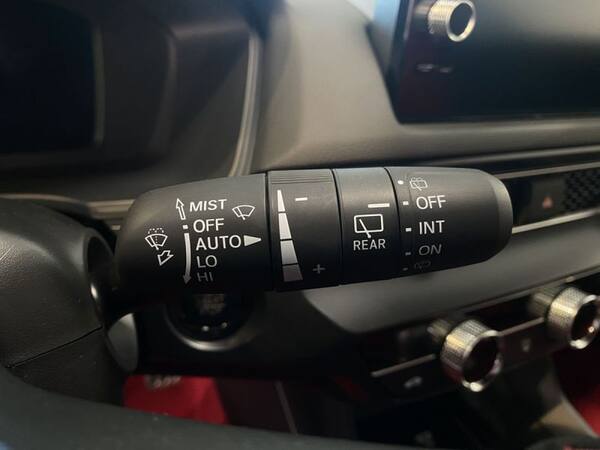 MIST
OFF
AUTO
LO
HI
-
+
REAR
OFF
INT
ON